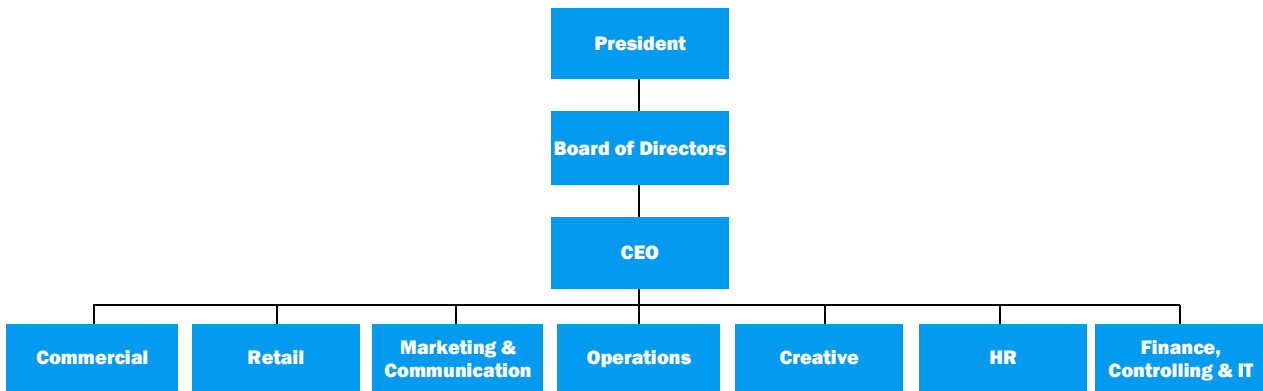 President
Board of Directors
CEO
Commercial
Retail
Marketing &
Communication
Operations
Creative
HR
Finance,
Controlling & IT